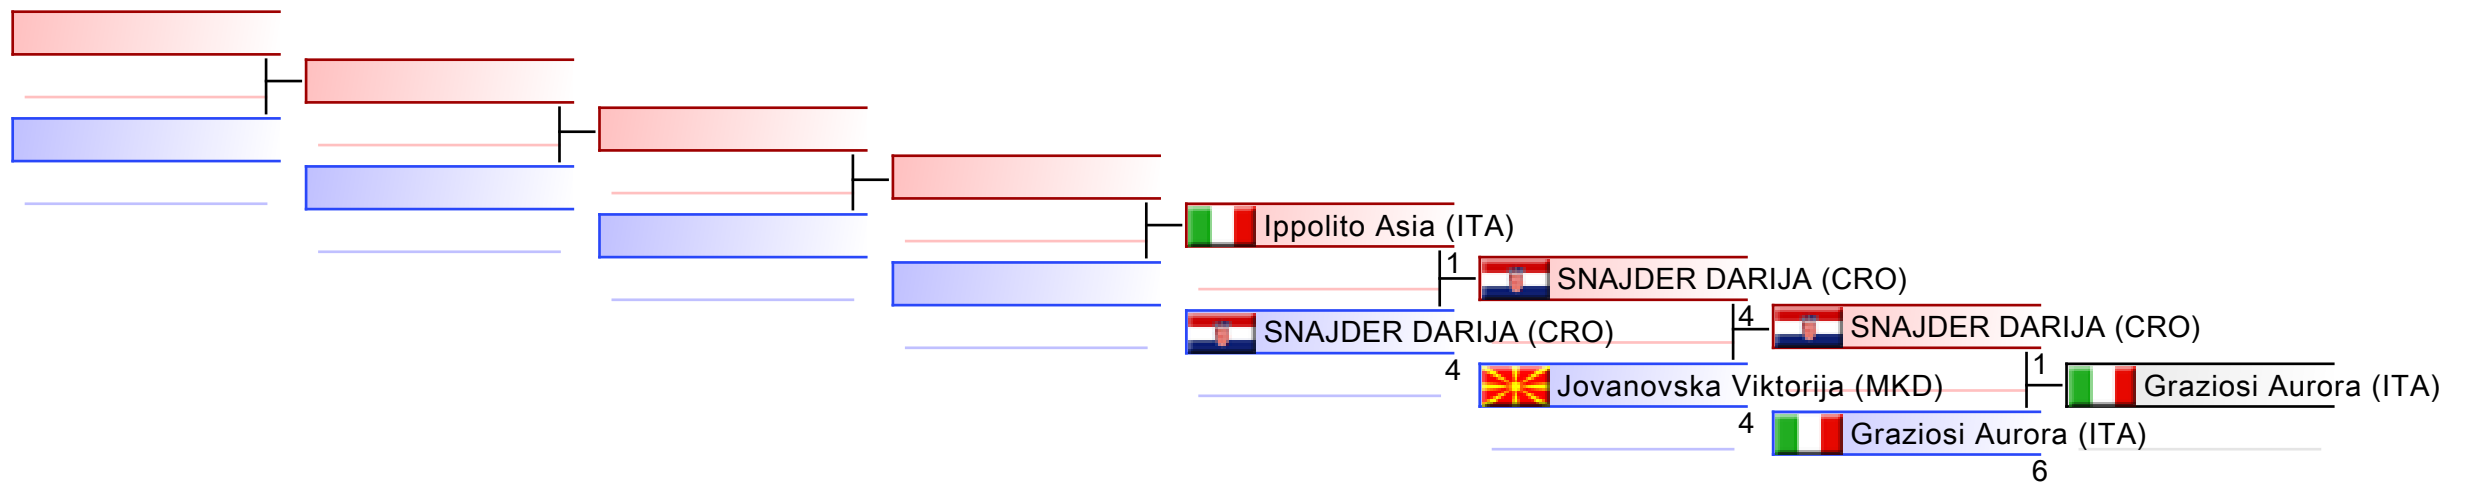 Ippolito Asia (ITA)
1
SNAJDER DARIJA (CRO)
4
SNAJDER DARIJA (CRO)
4
Jovanovska Viktorija (MKD)
4
SNAJDER DARIJA (CRO)
1
Graziosi Aurora (ITA)
6
Graziosi Aurora (ITA)